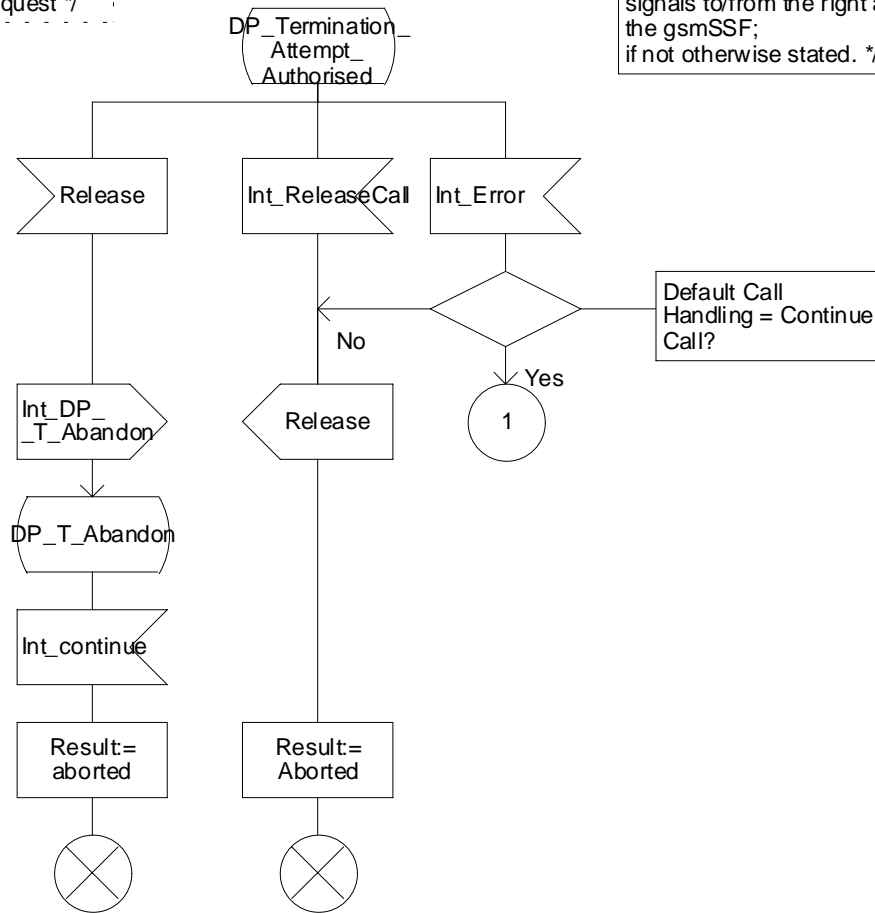 quest */
signals to/from the right a
the gsmSSF;
if not otherwise stated. */
DP_Termination_
Attempt_
Authorised
Release
Int_ReleaseCall
Int_Error
Default Call
Handling = Continue
Call?
No
Yes
Int_DP_
_T_Abandon
Release
1
DP_T_Abandon
Int_continue
Result:=
aborted
Result:=
Aborted